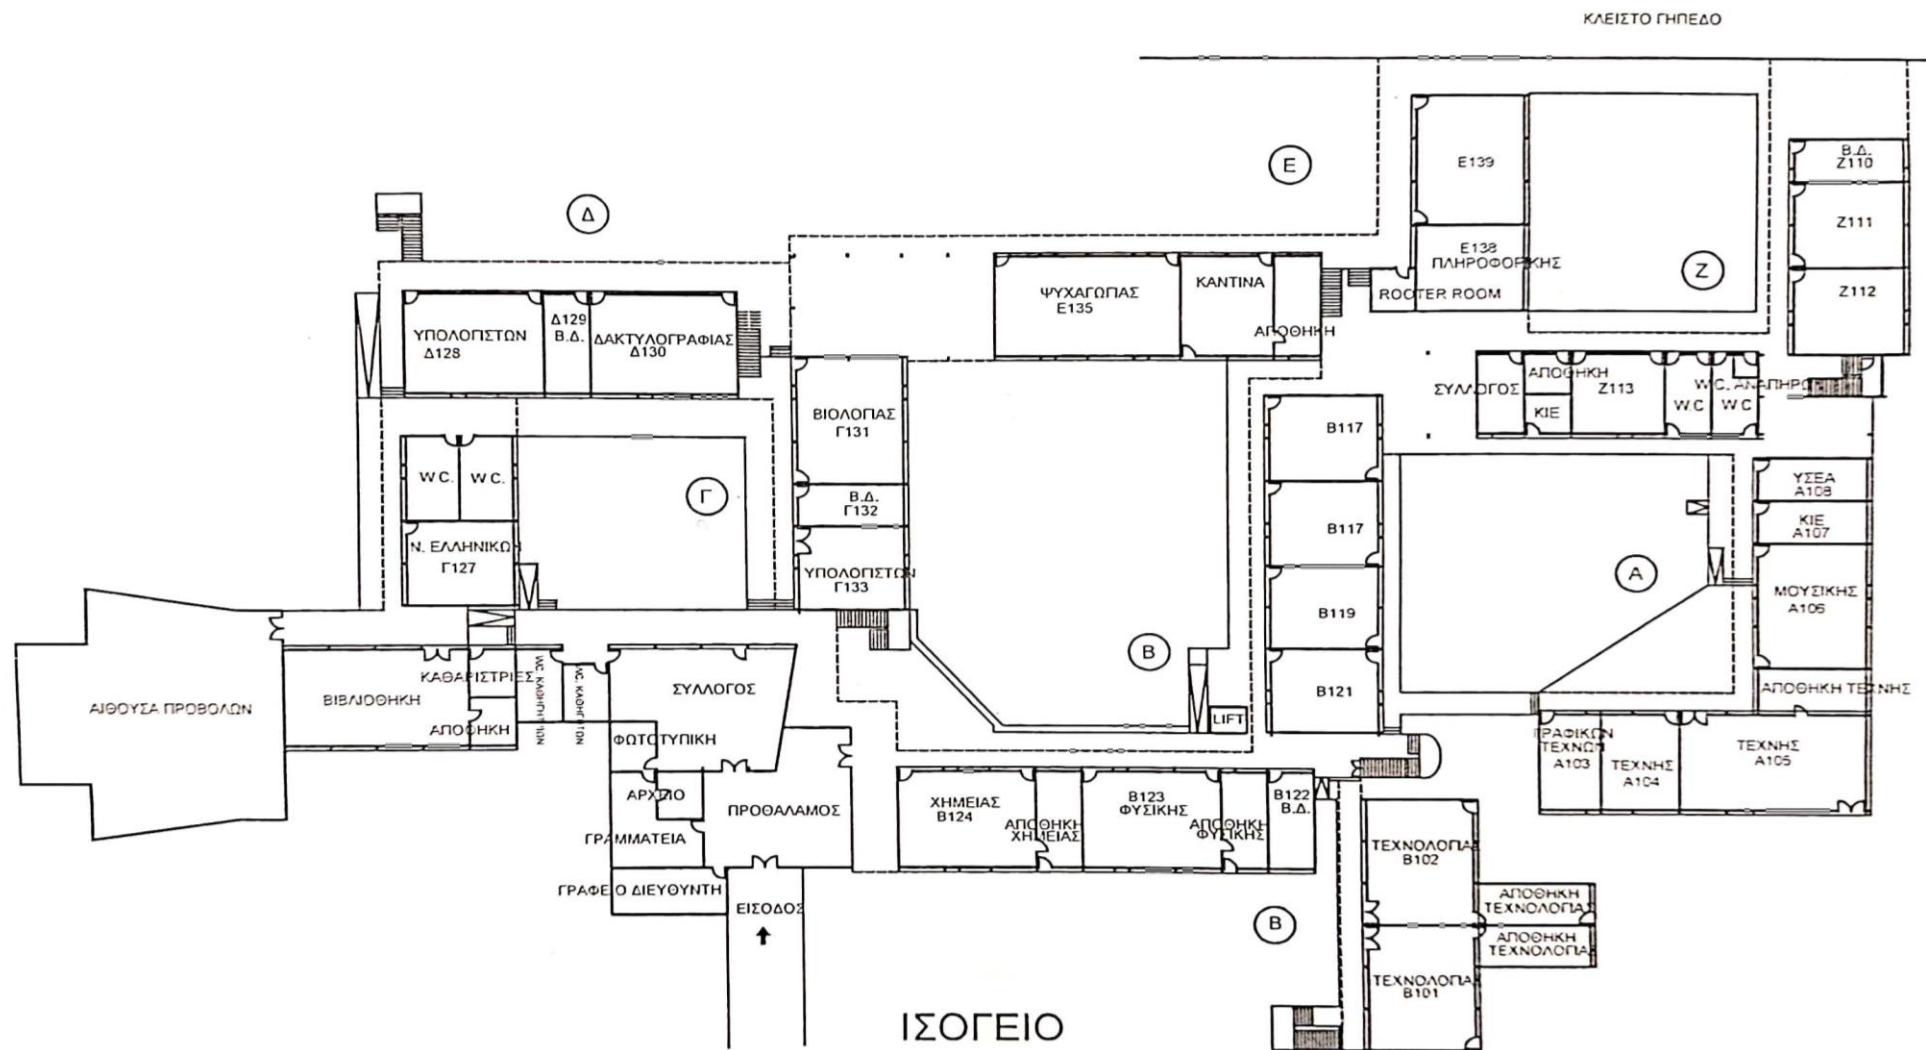 ΚΛΕΙΣΤΟ ΓΗΠΕΔΟ
Ε
Ε139
Β.Δ.
Ζ110
Ζ111
Δ
Ε138
ΠΛΗΡΟΦΟΡΙΚΗΣ
Ζ
Ζ112
ΨΥΧΑΓΩΓΙΑΣ
Ε135
ΚΑΝΤΙΝΑ
ROOTER ROOM
ΑΠΟΘΗΚΗ
ΥΠΟΛΟΓΙΣΤΩΝ
Δ128
Δ129
Β.Δ.
ΔΑΚΤΥΛΟΓΡΑΦΙΑΣ
Δ130
ΣΥΛΛΟΓΟΣ
ΑΠΟΘΗΚΗ
ΚΙΕ
Ζ113
W.C
W.C. ΑΝΑΠΗΡΩΝ
W C
ΒΙΟΛΟΓΙΑΣ
Γ131
Β117
W C.
W C.
Γ
Β.Δ.
Γ132
Β117
ΥΣΕΑ
Α108
ΚΙΕ
Α107
Ν. ΕΛΛΗΝΙΚΩΝ
Γ127
ΥΠΟΛΟΓΙΣΤΩΝ
Γ133
Β119
Α
ΜΟΥΣΙΚΗΣ
Α106
Β
Β121
ΑΠΟΘΗΚΗ ΤΕΧΝΗΣ
ΑΙΘΟΥΣΑ ΠΡΟΒΟΛΩΝ
ΒΙΒΛΙΟΘΗΚΗ
ΚΑΘΑΡΙΣΤΡΙΕΣ
ΑΠΟΘΗΚΗ
W.C. ΚΑΘΗΓΗΤΩΝ
W.C. ΚΑΘΗΓΗΤΩΝ
ΣΥΛΛΟΓΟΣ
LIFT
ΦΩΤΟΤΥΠΙΚΗ
ΓΡΑΦΙΚΩΝ
ΤΕΧΝΩΝ
Α103
ΤΕΧΝΗΣ
Α104
ΤΕΧΝΗΣ
Α105
ΑΡΧΕΙΟ
ΠΡΟΘΑΛΑΜΟΣ
ΓΡΑΜΜΑΤΕΙΑ
ΧΗΜΕΙΑΣ
Β124
ΑΠΟΘΗΚΗ
ΧΗΜΕΙΑΣ
Β123
ΦΥΣΙΚΗΣ
ΑΠΟΘΗΚΗ
ΦΥΣΙΚΗΣ
Β122
Β.Δ.
ΤΕΧΝΟΛΟΓΙΑΣ
Β102
ΓΡΑΦΕΙΟ ΔΙΕΥΘΥΝΤΗ
ΕΙΣΟΔΟΣ
Β
ΑΠΟΘΗΚΗ
ΤΕΧΝΟΛΟΓΙΑΣ
ΑΠΟΘΗΚΗ
ΤΕΧΝΟΛΟΓΙΑΣ
ΤΕΧΝΟΛΟΓΙΑΣ
Β101
ΙΣΟΓΕΙΟ